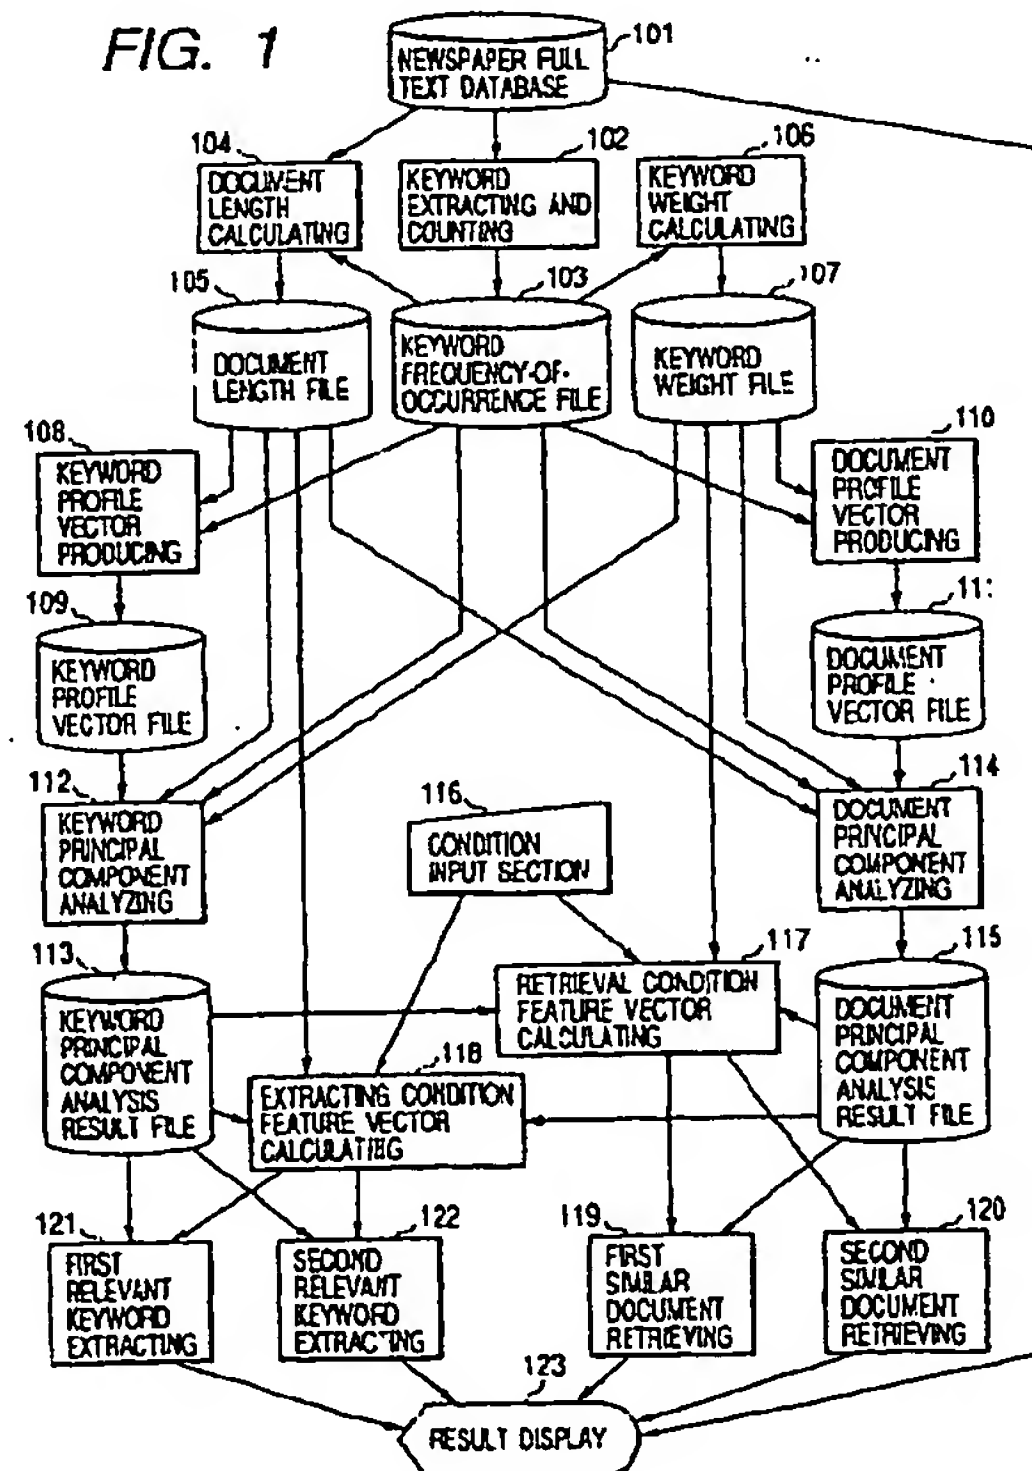 FIG. 1
101
NEWSPAPER FULL
TEXT DATABASE
104
DOCUMENT
LENGTH
CALCULATING
102
KEYWORD
EXTRACTING AND
COUNTING
106
KEYWORD
WEIGHT
CALCULATING
105
DOCUMENT
LENGTH FILE
103
KEYWORD
FREQUENCY-OF-
OCCURRENCE FILE
107
KEYWORD
WEIGHT FILE
108
KEYWORD
PROFILE
VECTOR
PRODUCING
110
DOCUMENT
PROFILE
VECTOR
PRODUCING
109
KEYWORD
PROFILE
VECTOR FILE
11:
DOCUMENT
PROFILE
VECTOR FILE
112
KEYWORD
PRINCIPAL
COMPONENT
ANALYZING
116
CONDITION
INPUT SECTION
114
DOCUMENT
PRINCIPAL
COMPONENT
ANALYZING
113
KEYWORD
PRINCIPAL
COMPONENT
ANALYSIS
RESULT FILE
117
RETRIEVAL CONDITION
FEATURE VECTOR
CALCULATING
115
DOCUMENT
PRINCIPAL
COMPONENT
ANALYSIS
RESULT FILE
118
EXTRACTING CONDITION
FEATURE VECTOR
CALCULATING
121
FIRST
RELEVANT
KEYWORD
EXTRACTING
122
SECOND
RELEVANT
KEYWORD
EXTRACTING
119
FIRST
SIMILAR
DOCUMENT
RETRIEVING
120
SECOND
SIMILAR
DOCUMENT
RETRIEVING
123
RESULT DISPLAY